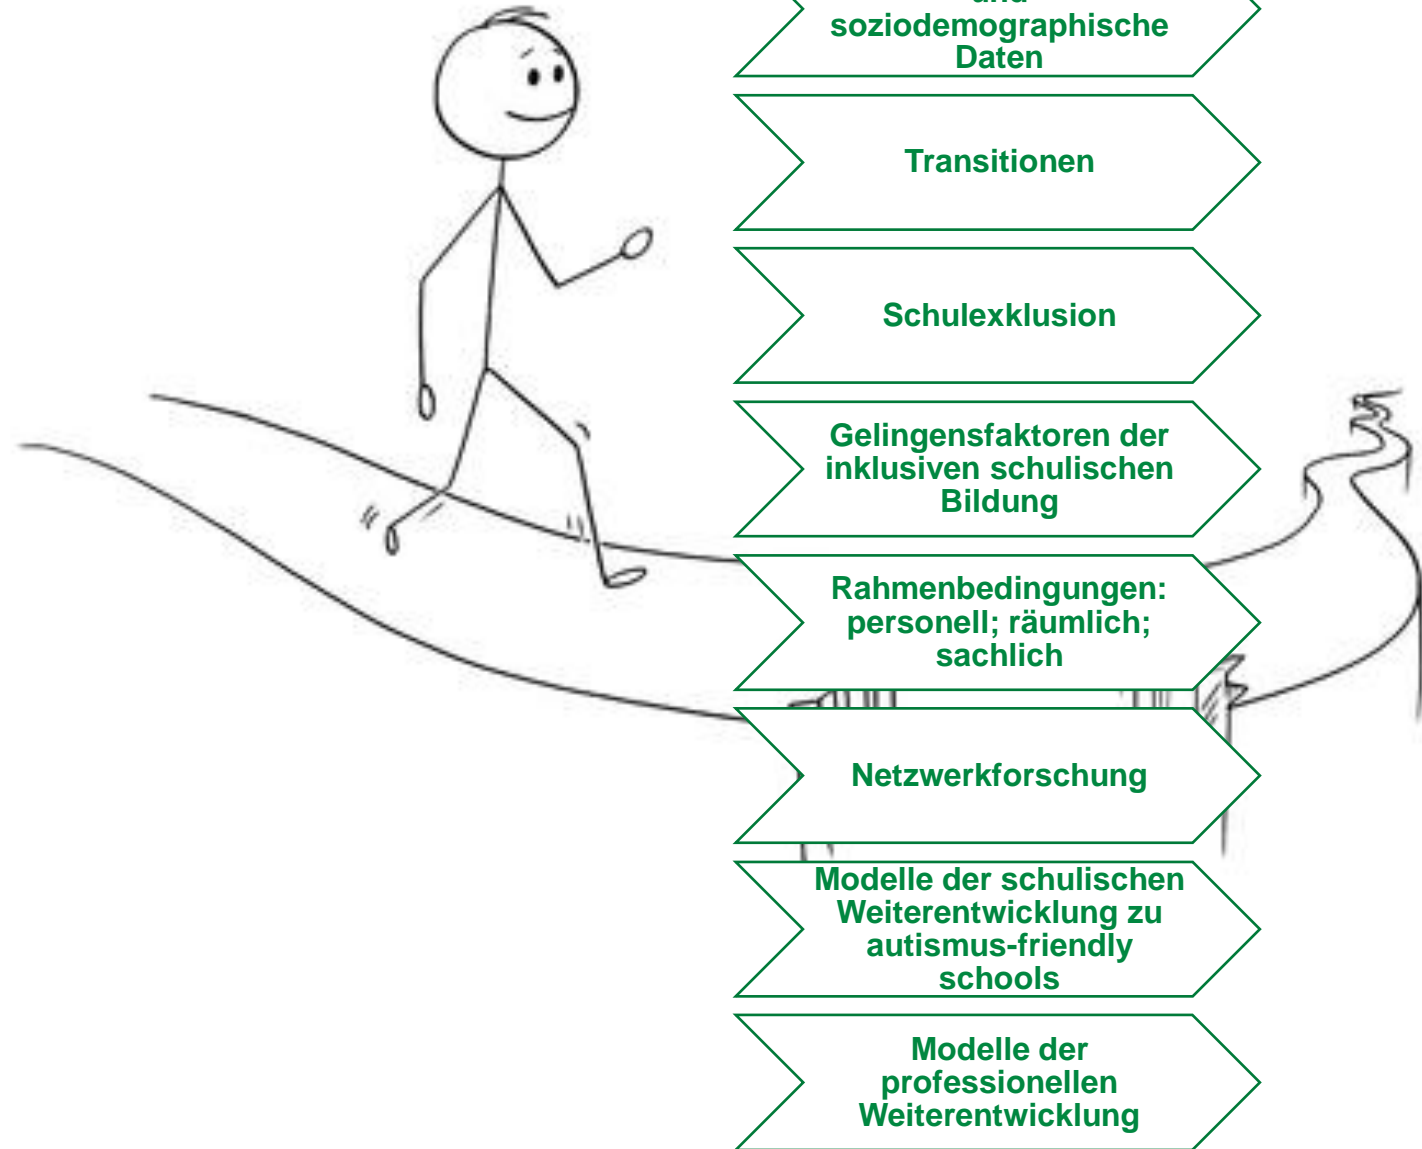 und
soziodemographische
Daten
Transitionen
Schulexklusion
Gelingensfaktoren der
inklusiven schulischen
Bildung
Rahmenbedingungen:
personell; räumlich;
sachlich
Netzwerkforschung
Modelle der schulischen
Weiterentwicklung zu
autismus-friendly
schools
Modelle der
professionellen
Weiterentwicklung